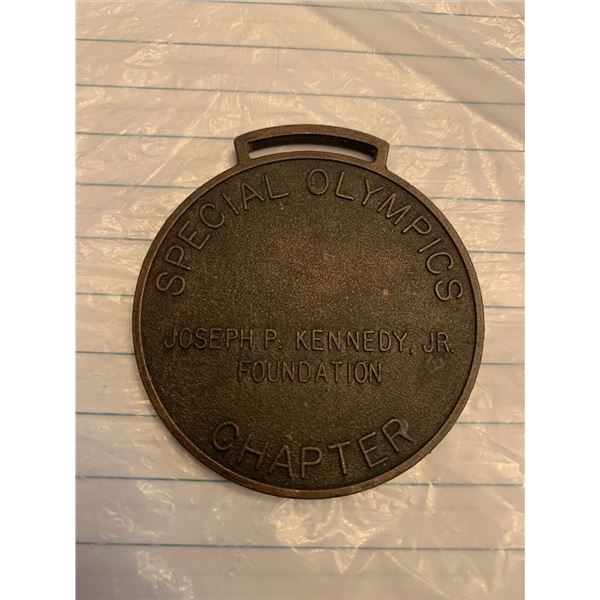 SPECIAL OLYMPICS
JOSEPH P. KENNEDY, JR.
FOUNDATION
CHAPTER